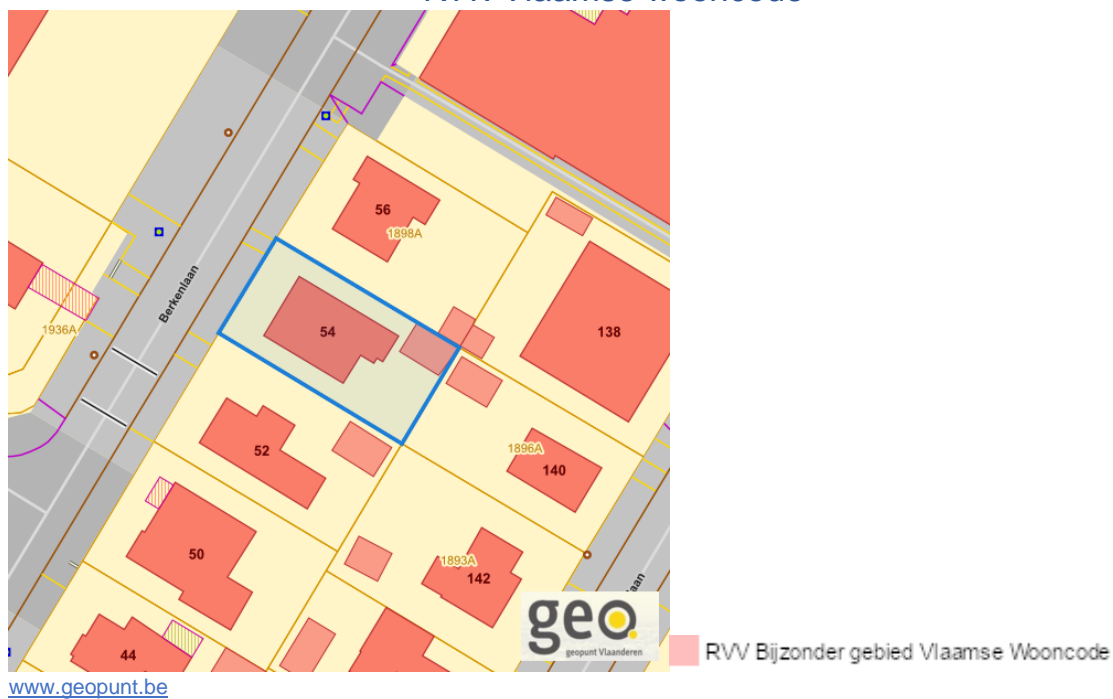 RVV Vlaamse wooncode
56
1898A
Berkenlaan
54
138
1936A
52
1896A
140
50
1893A
142
aan
44
geo
geopunt Vlaanderen
RVV Bijzonder gebied Vlaamse Wooncode
www.geopunt.be